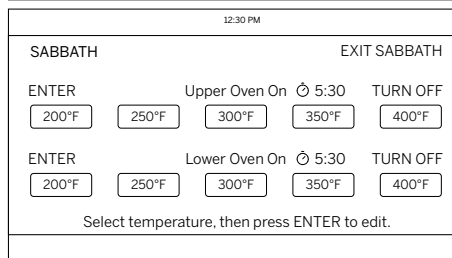 12:30 PM
SABBATH EXIT SABBATH
ENTER Upper Oven On 5:30 TURN OFF
200°F 250°F 300°F 350°F 400°F
ENTER Lower Oven On 5:30 TURN OFF
200°F 250°F 300°F 350°F 400°F
Select temperature, then press ENTER to edit.